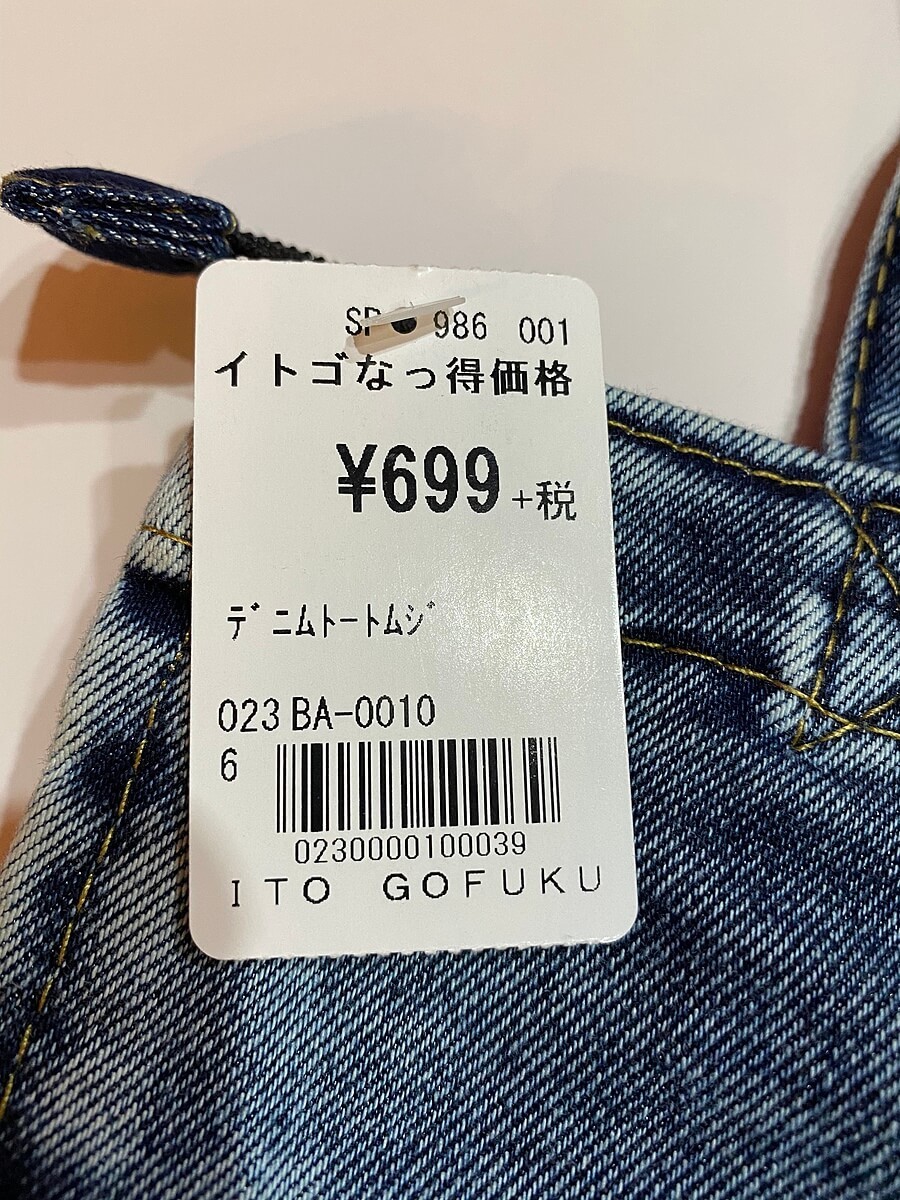 986 001
イトゴなっ得価格
¥699 +税
ﾃﾞﾆﾑﾄｰﾄﾑｼﾞ
023 BA-0010
6
0230000100039
ITO GOFUKU